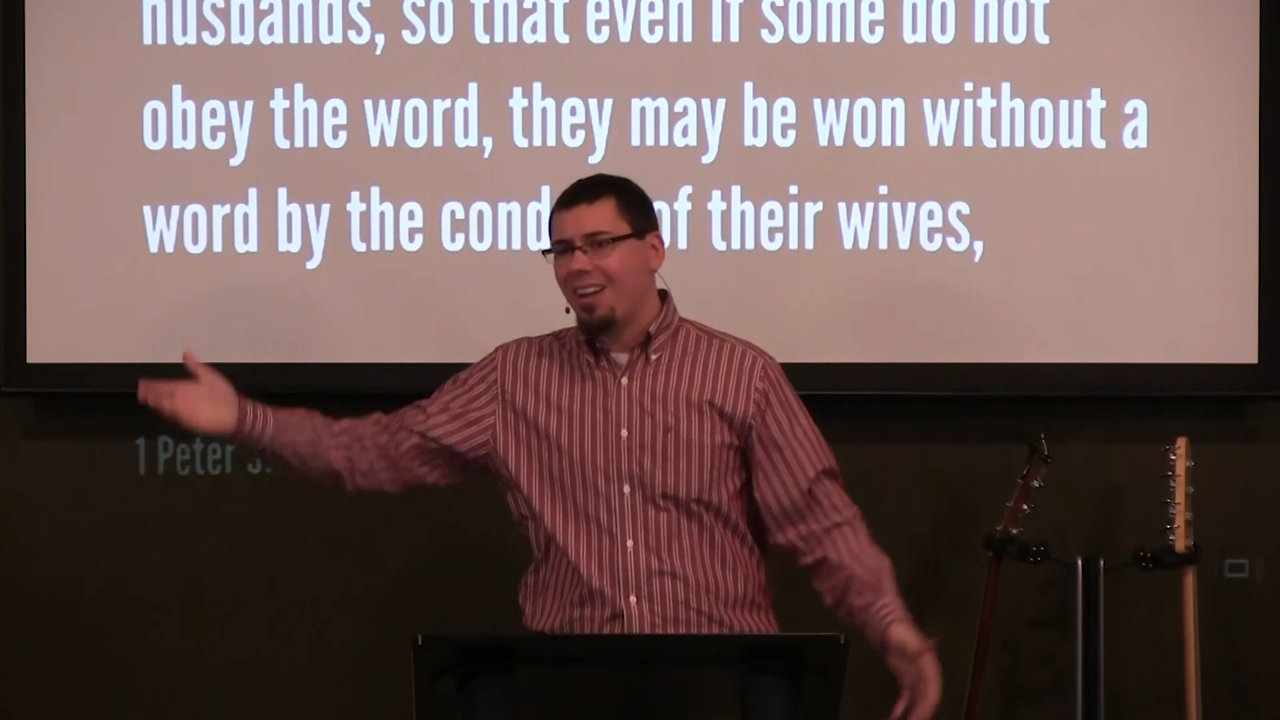 husbands, so that even if some do not
obey the word, they may be won without a
word by the of their wives,
1 Peter